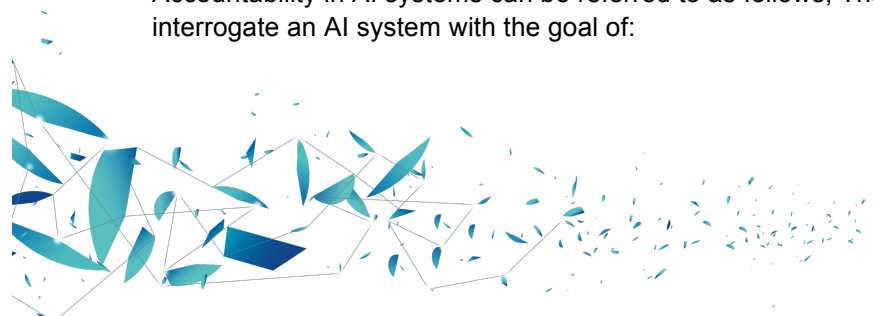 Accountability in AI systems can be referred to as follows,
interrogate an AI system with the goal of: